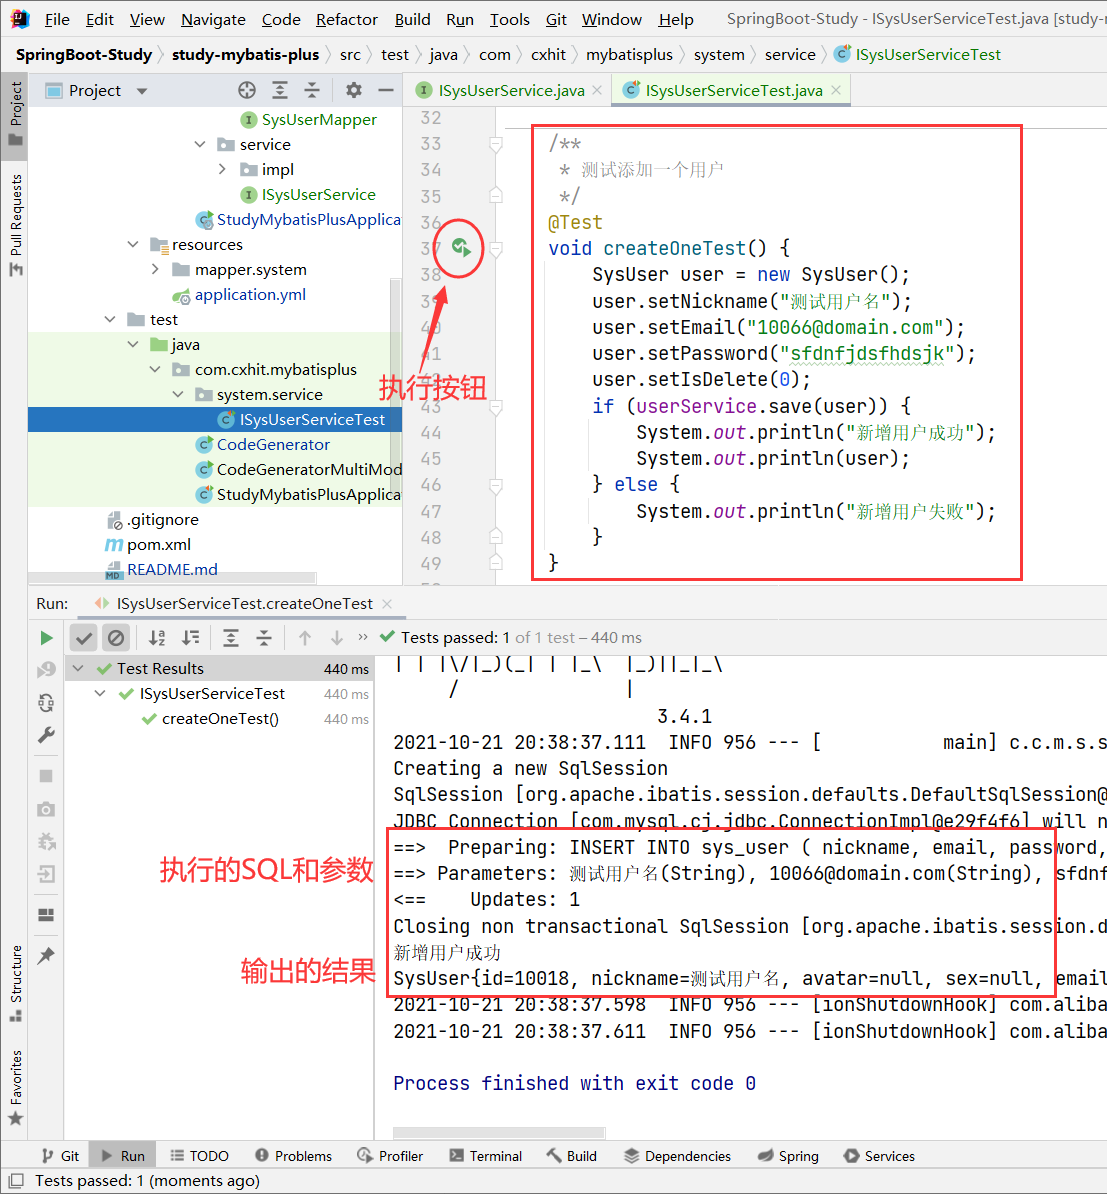 File Edit View Navigate Code Refactor Build Run Tools Git Window Help SpringBoot-Study - ISysUserServiceTest.java [study-
SpringBoot-Study study-mybatis-plus src test java com cxhit mybatisplus system service ISysUserServiceTest
Project
ISysUserService.java
ISysUserServiceTest.java
Project
Pull Requests
Structure
Favorites
SysUserMapper
service
impl
ISysUserService
StudyMybatisPlusApplica
resources
mapper.system
application.yml
test
java
com.cxhit.mybatisplus
system.service
ISysUserServiceTest
CodeGenerator
CodeGeneratorMultiMod
StudyMybatisPlusApplica
.gitignore
pom.xml
README.md
32
33 /**
34 * 测试添加一个用户
35 */
36 @Test
37 void createOneTest() {
38 SysUser user = new SysUser();
39 user.setNickname("测试用户名");
40 user.setEmail("10066@domain.com");
41 user.setPassword("sfdnfjdsfhdsjk");
user.setIsDelete(0);
43 if (userService.save(user)) {
44 System.out.println("新增用户成功");
45 System.out.println(user);
46 } else {
47 System.out.println("新增用户失败");
48 }
49 }
执行按钮
Run: ISysUserServiceTest.createOneTest
Tests passed: 1 of 1 test – 440 ms
Test Results 440 ms
ISysUserServiceTest 440 ms
createOneTest() 440 ms
| | |\/|_)(_| | |_\ |_)||_|_\
/ |
3.4.1
2021-10-21 20:38:37.111 INFO 956 --- [ main] c.c.m.s.s
Creating a new SqlSession
SqlSession [org.apache.ibatis.session.defaults.DefaultSqlSession@
JDBC Connection [com.mysql.cj.jdbc.ConnectionImpl@e29f4f6] will n
==> Preparing: INSERT INTO sys_user ( nickname, email, password,
==> Parameters: 测试用户名(String), 10066@domain.com(String), sfdnf
<== Updates: 1
Closing non transactional SqlSession [org.apache.ibatis.session.d
新增用户成功
SysUser{id=10018, nickname=测试用户名, avatar=null, sex=null, email
2021-10-21 20:38:37.598 INFO 956 --- [ionShutdownHook] com.aliba
2021-10-21 20:38:37.611 INFO 956 --- [ionShutdownHook] com.aliba
Process finished with exit code 0
执行的SQL和参数
输出的结果
Git Run TODO Problems Profiler Terminal Build Dependencies Spring Services
Tests passed: 1 (moments ago)